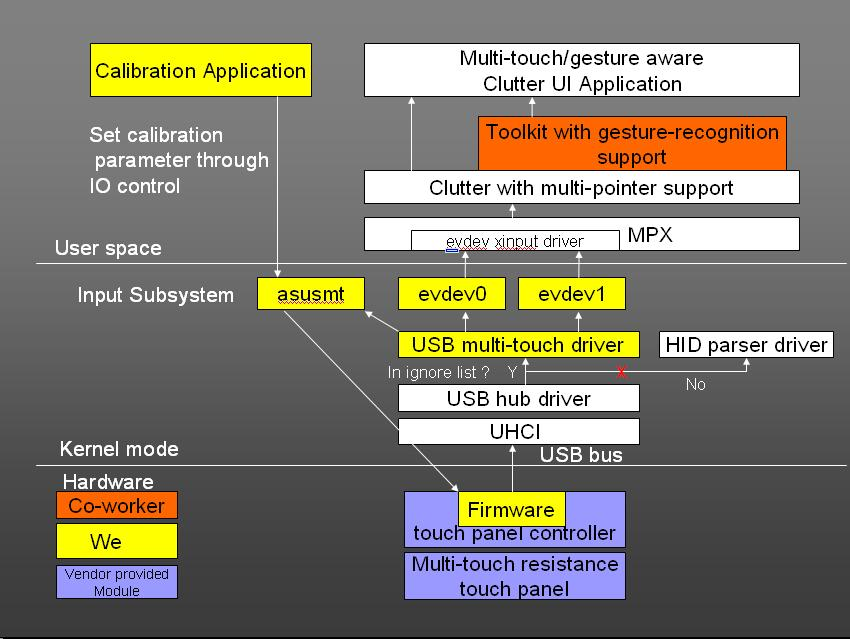 Calibration Application
Multi-touch/gesture aware
Clutter UI Application
Set calibration
parameter through
IO control
Toolkit with gesture-recognition
support
Clutter with multi-pointer support
evdev xinput driver
MPX
User space
Input Subsystem
asusmt
evdev0
evdev1
USB multi-touch driver
HID parser driver
In ignore list ?
Y
X
No
USB hub driver
UHCI
Kernel mode
USB bus
Hardware
Co-worker
We
Vendor provided
Module
Firmware
touch panel controller
Multi-touch resistance
touch panel